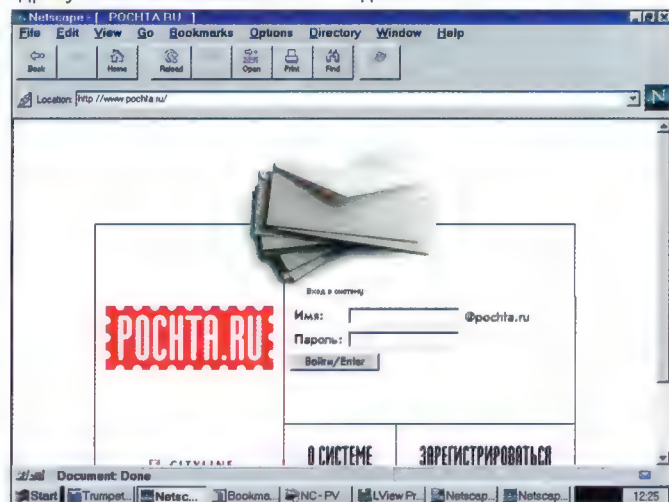 Netscape - [ POCHTA.RU ]
File Edit View Go Bookmarks Options Directory Window Help
Back Home Reload Open Print Find
Location: http //www pochta ru/
N
Вход в систему
Имя: @pochta.ru
Пароль:
Войти/Enter
POCHTA.RU
CITYLINE
О СИСТЕМЕ ЗАРЕГИСТРИРОВАТЬСЯ
Document: Done
Start Trumpet... Netsc... Bookma... NC - PV LView Pr... Netscap... Netscap... 12:25